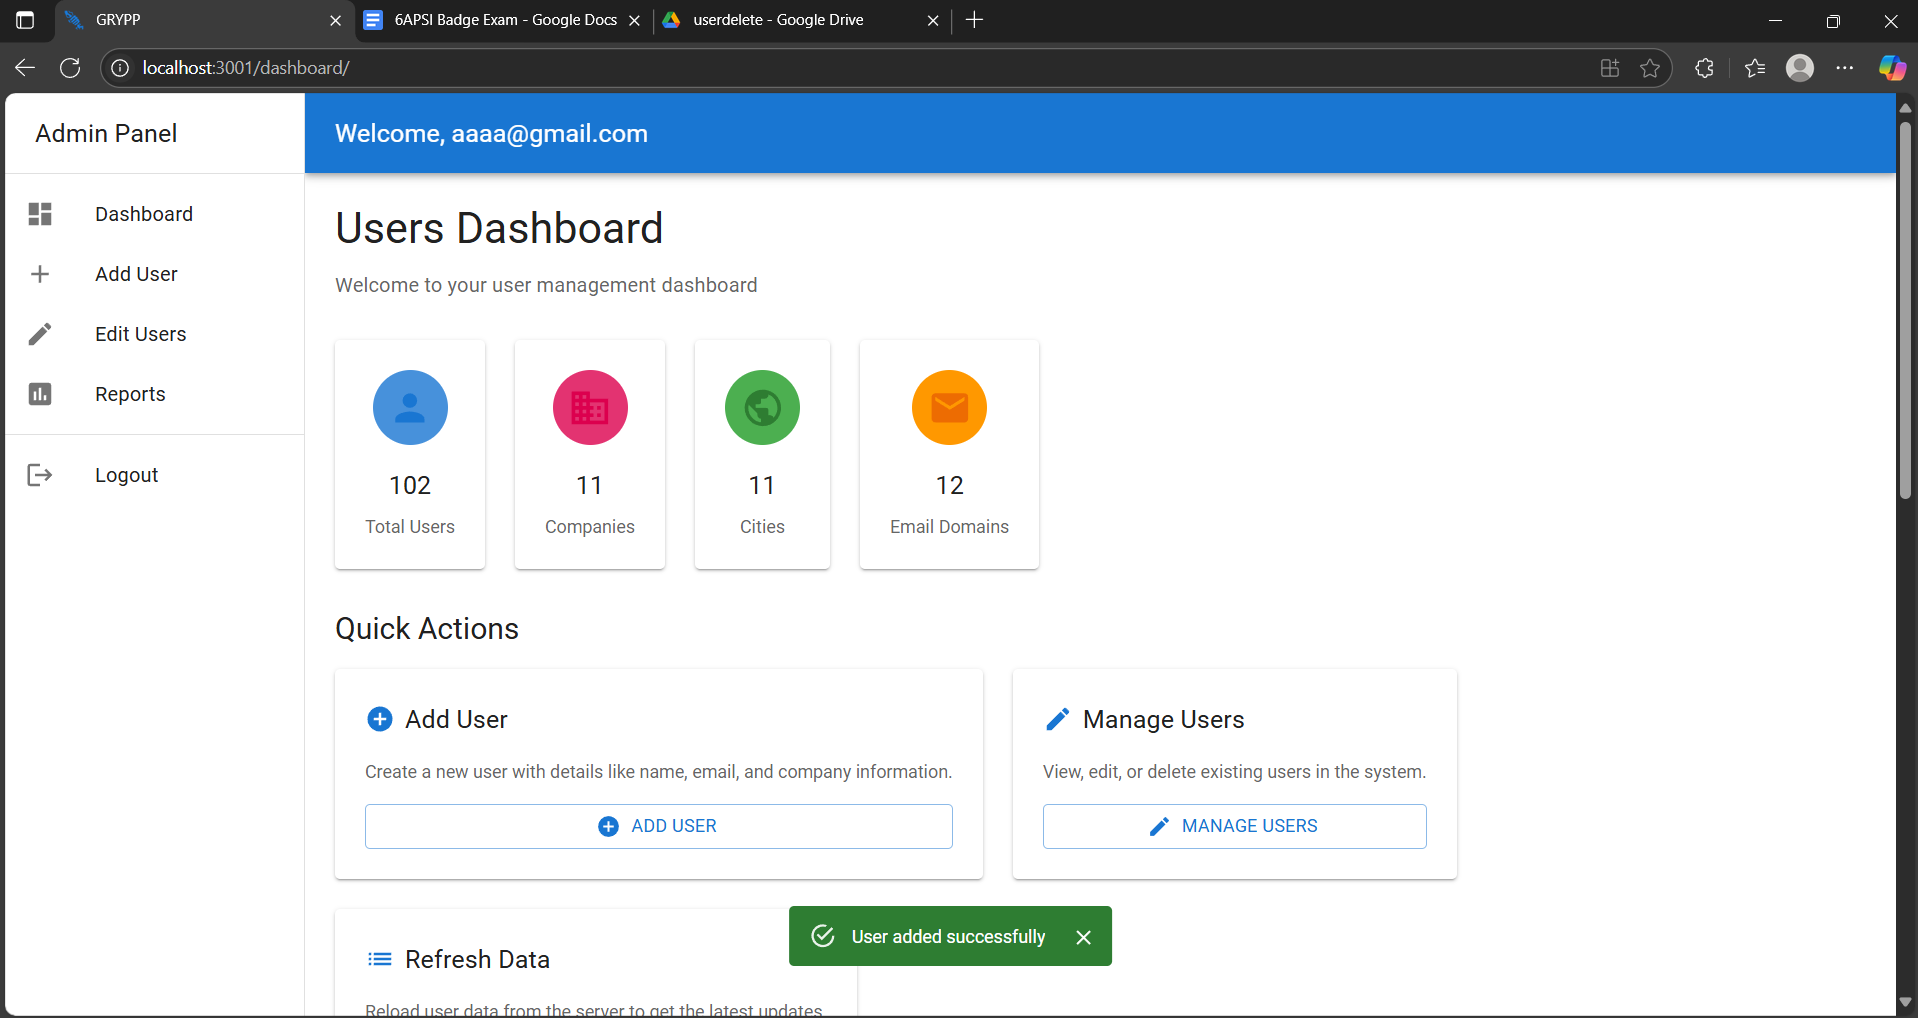 GRYPP
6APSI Badge Exam - Google Docs
userdelete - Google Drive
localhost:3001/dashboard/
Admin Panel
Welcome, aaaa@gmail.com
Dashboard
Add User
Edit Users
Reports
Logout
Users Dashboard
Welcome to your user management dashboard
102
Total Users
11
Companies
11
Cities
12
Email Domains
Quick Actions
Add User
Create a new user with details like name, email, and company information.
ADD USER
Manage Users
View, edit, or delete existing users in the system.
MANAGE USERS
User added successfully
Refresh Data
Reload user data from the server to get the latest updates